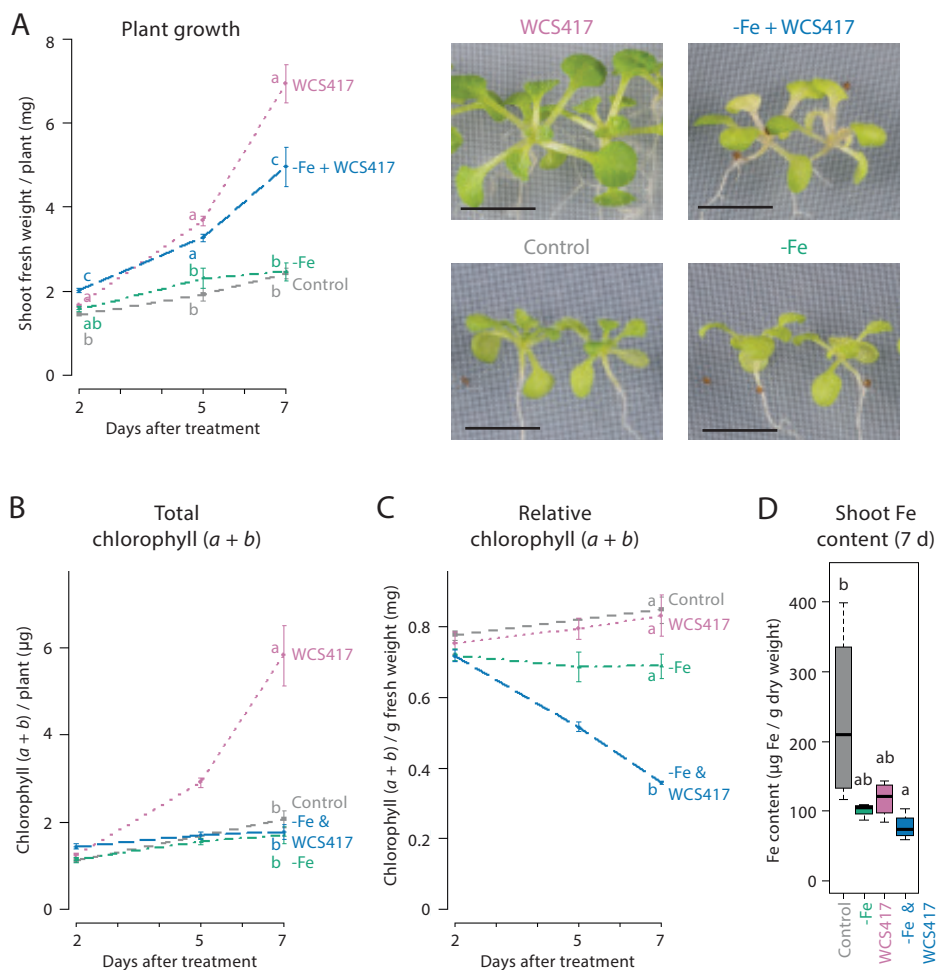 A
Plant growth
Shoot fresh weight / plant (mg)
8
6
4
2
0
2
5
7
Days after treatment
a
WCS417
c
-Fe + WCS417
a
a
b
b
b
-Fe
b
Control
c
a
ab
b
WCS417
-Fe + WCS417
Control
-Fe
B
Total
chlorophyll (a + b)
Chlorophyll (a + b) / plant (µg)
6
4
2
0
2
5
7
Days after treatment
a
WCS417
b
Control
-Fe &
b
WCS417
b
-Fe
C
Relative
chlorophyll (a + b)
Chlorophyll (a + b) / g fresh weight (mg)
0.8
0.6
0.4
0.2
0
2
5
7
Days after treatment
a
Control
a
WCS417
a
-Fe
b
-Fe &
WCS417
D
Shoot Fe
content (7 d)
Fe content (µg Fe / g dry weight)
400
300
200
100
0
b
ab
ab
a
Control
-Fe
WCS417
-Fe &
WCS417